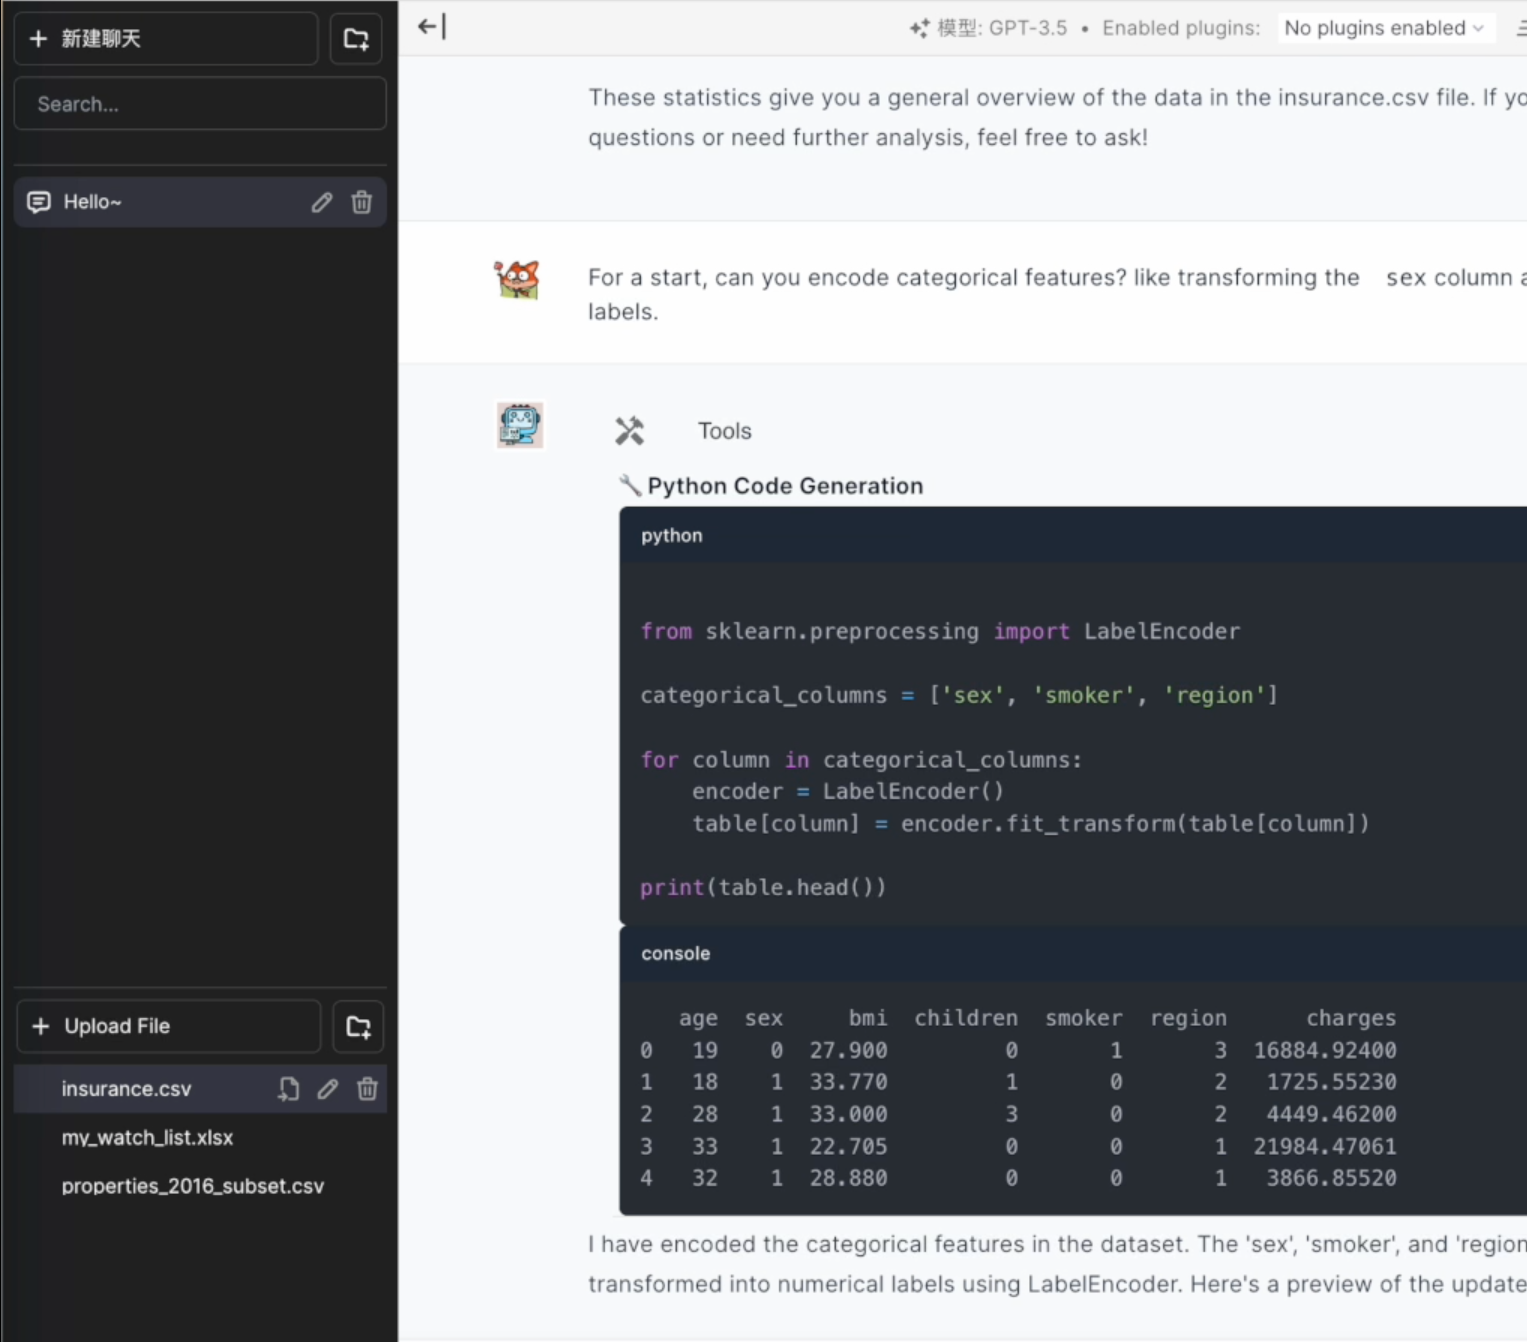 新建聊天
Search...
Hello~
Upload File
insurance.csv
my_watch_list.xlsx
properties_2016_subset.csv
模型: GPT-3.5 • Enabled plugins: No plugins enabled
These statistics give you a general overview of the data in the insurance.csv file. If
questions or need further analysis, feel free to ask!
For a start, can you encode categorical features? like transforming the sex column
labels.
Tools
Python Code Generation
python
from sklearn.preprocessing import LabelEncoder
categorical_columns = ['sex', 'smoker', 'region']
for column in categorical_columns:
    encoder = LabelEncoder()
    table[column] = encoder.fit_transform(table[column])
print(table.head())
console
   age  sex     bmi  children  smoker  region      charges
0   19    0  27.900         0       1       3  16884.92400
1   18    1  33.770         1       0       2   1725.55230
2   28    1  33.000         3       0       2   4449.46200
3   33    1  22.705         0       0       1  21984.47061
4   32    1  28.880         0       0       1   3866.85520
I have encoded the categorical features in the dataset. The 'sex', 'smoker', and 'region
transformed into numerical labels using LabelEncoder. Here's a preview of the update